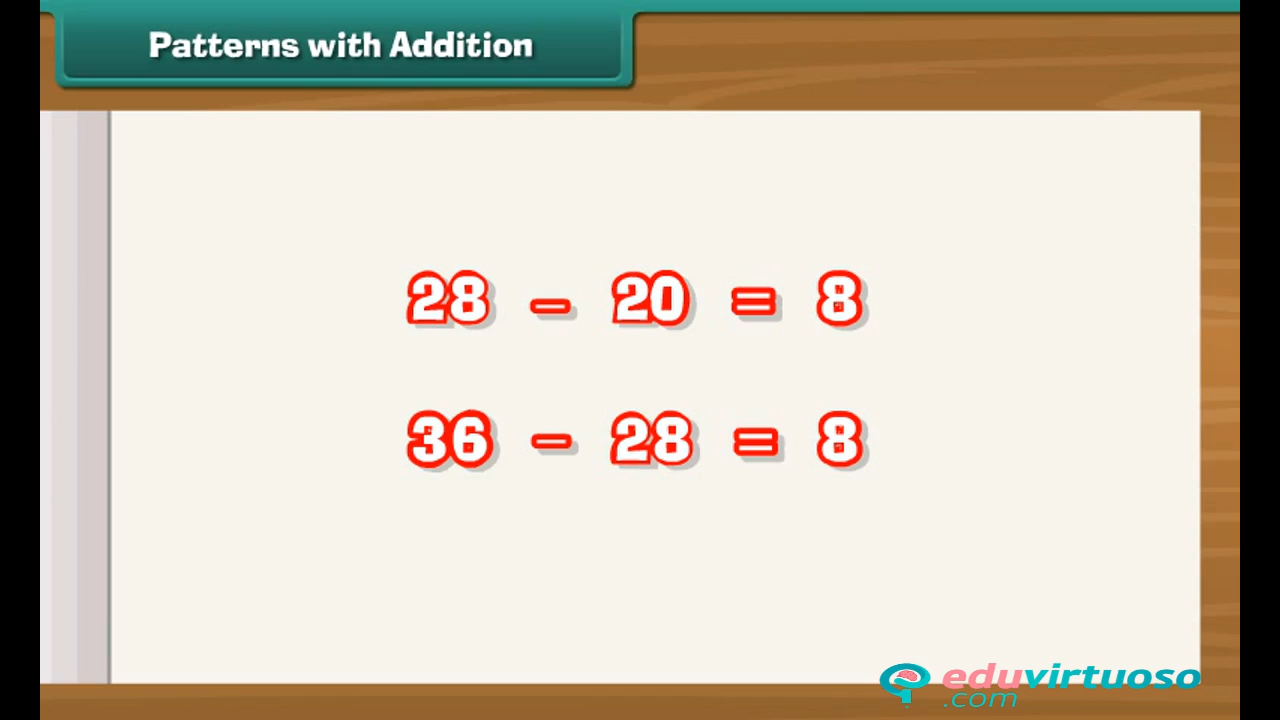 Patterns with Addition
28 – 20 = 8
36 – 28 = 8
eduvirtuoso
.com